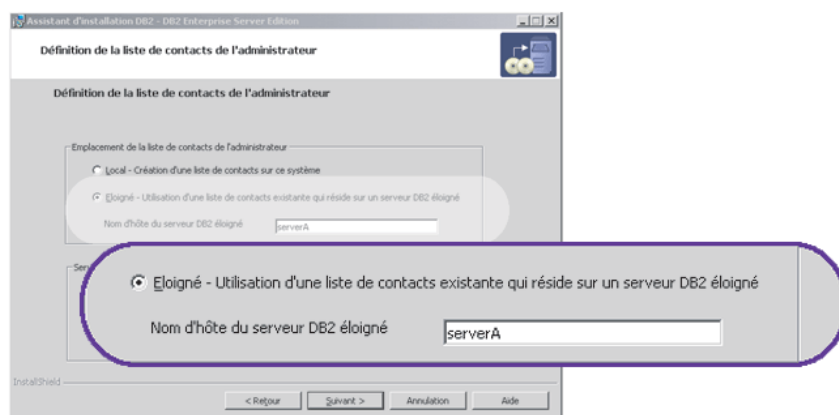 Assistant d'installation DB2 - DB2 Enterprise Server Edition
Définition de la liste de contacts de l'administrateur
Définition de la liste de contacts de l'administrateur
Emplacement de la liste de contacts de l'administrateur
Local - Création d'une liste de contacts sur ce système
Eloigné - Utilisation d'une liste de contacts existante qui réside sur un serveur DB2 éloigné
Nom d'hôte du serveur DB2 éloigné serverA
Eloigné - Utilisation d'une liste de contacts existante qui réside sur un serveur DB2 éloigné
Nom d'hôte du serveur DB2 éloigné serverA
InstallShield
< Retour Suivant > Annulation Aide